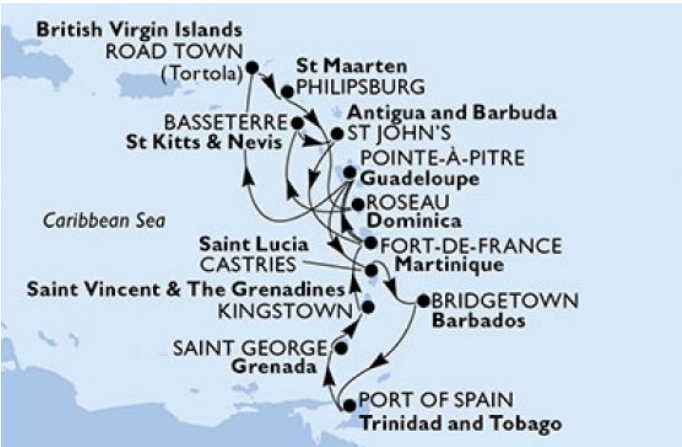 British Virgin Islands
ROAD TOWN
(Tortola)
St Maarten
PHILIPSBURG
Antigua and Barbuda
ST JOHN'S
BASSETERRE
St Kitts & Nevis
POINTE-À-PITRE
Guadeloupe
ROSEAU
Dominica
Caribbean Sea
FORT-DE-FRANCE
Martinique
Saint Lucia
CASTRIES
Saint Vincent & The Grenadines
KINGSTOWN
BRIDGETOWN
Barbados
SAINT GEORGE
Grenada
PORT OF SPAIN
Trinidad and Tobago